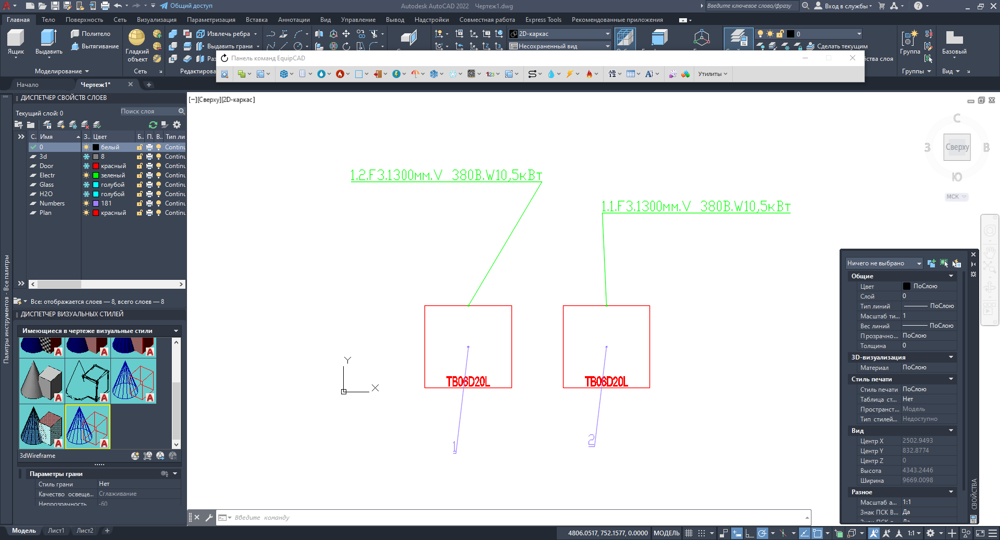 Общий доступ
Autodesk AutoCAD 2022 Чертеж1.dwg
Введите ключевое слово/фразу
Вход в службы
Главная Тело Поверхность Сеть Визуализация Параметризация Вставка Аннотации Вид Управление Вывод Надстройки Совместная работа Express Tools Рекомендованные приложения
Ящик
Выдавить
Политело
Вытягивание
Моделирование
Гладкий объект
Сеть
Извлечь ребра
Выдавить грани
Раз
Редактирова
2D-каркас
Несохраненный вид
0
Сделать текущим
йства слоя
Группа
Группы
Базовый
Вид
Панель команд EquipCAD
123
AB
12
Утилиты
Начало
Чертеж1*
ДИСПЕТЧЕР СВОЙСТВ СЛОЕВ
Текущий слой: 0
Поиск слоя
С. Имя З.. Цвет Б.. П. В.. Тип ли
0 белый Continu
3d 8 Continu
Door красный Continu
Electr зеленый Continu
Glass голубой Continu
H2O голубой Continu
Numbers 181 Continu
Plan красный Continu
Все: отображается слоев — 8, всего слоев — 8
Палитры инструментов - Все палитры
ДИСПЕТЧЕР ВИЗУАЛЬНЫХ СТИЛЕЙ
Имеющиеся в чертеже визуальные стили
3dWireframe
Параметры грани
Стиль грани Нет
Качество освеще... Сглаживание
Непрозрачность -60
[−][Сверху][2D-каркас]
1.2.F3.1300мм.V 380В.W10,5кВт
1.1.F3.1300мм.V 380В.W10,5кВт
TB06D20L
TB06D20L
1
2
Y
X
С
З
Сверху
В
Ю
МСК
Ничего не выбрано
Общие
Цвет ПоСлою
Слой 0
Тип линий ПоСлою
Масштаб ти... 1
Вес линий ПоСлою
Прозрачно... ПоСлою
Толщина 0
3D-визуализация
Материал ПоСлою
Стиль печати
Стиль печати ПоСлою
Таблица ст... Нет
Пространст... Модель
Тип стилей... Недоступно
Вид
Центр X 2502.9493
Центр Y 832.8774
Центр Z 0
Высота 4343.2446
Ширина 9669.0098
Разное
Масштаб а... 1:1
Знак ПСК В... Да
СВОЙСТВА
Введите команду
Модель Лист1 Лист2
4806.0517, 752.1577, 0.0000 МОДЕЛЬ
1:1